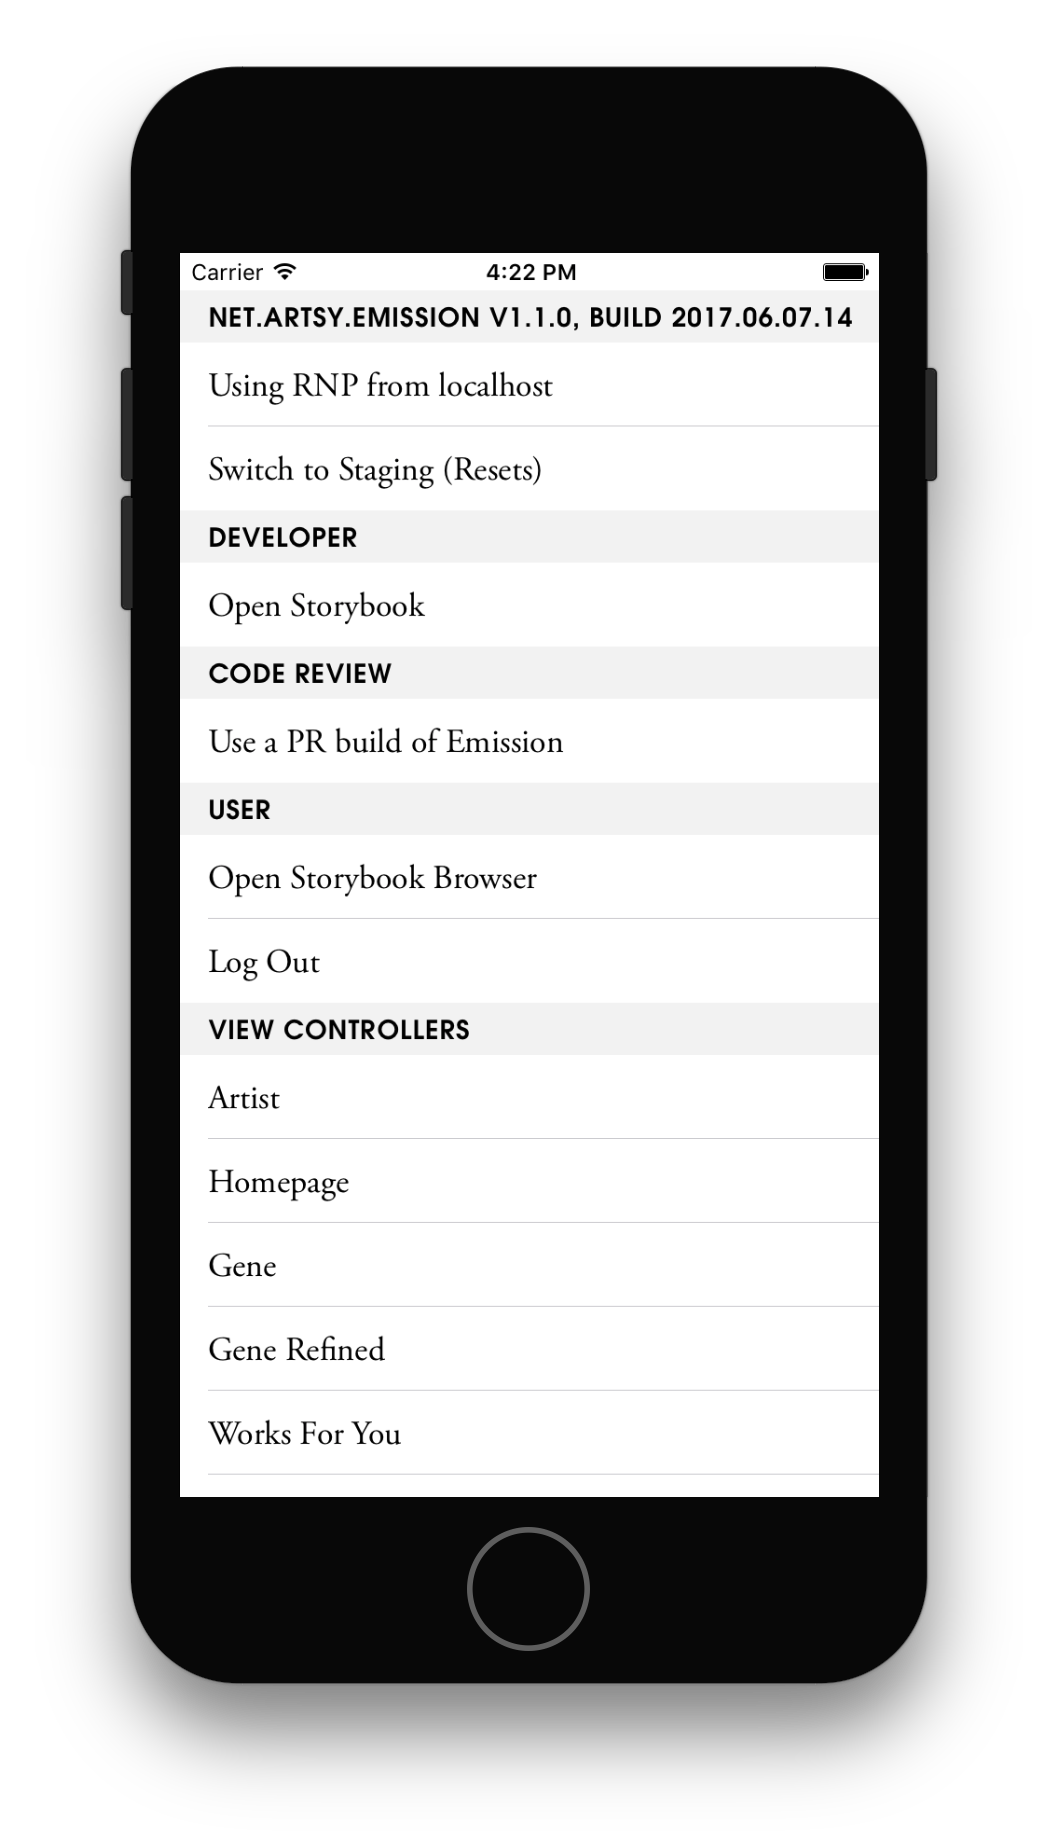 Carrier 4:22 PM
NET.ARTSY.EMISSION V1.1.0, BUILD 2017.06.07.14
Using RNP from localhost
Switch to Staging (Resets)
DEVELOPER
Open Storybook
CODE REVIEW
Use a PR build of Emission
USER
Open Storybook Browser
Log Out
VIEW CONTROLLERS
Artist
Homepage
Gene
Gene Refined
Works For You